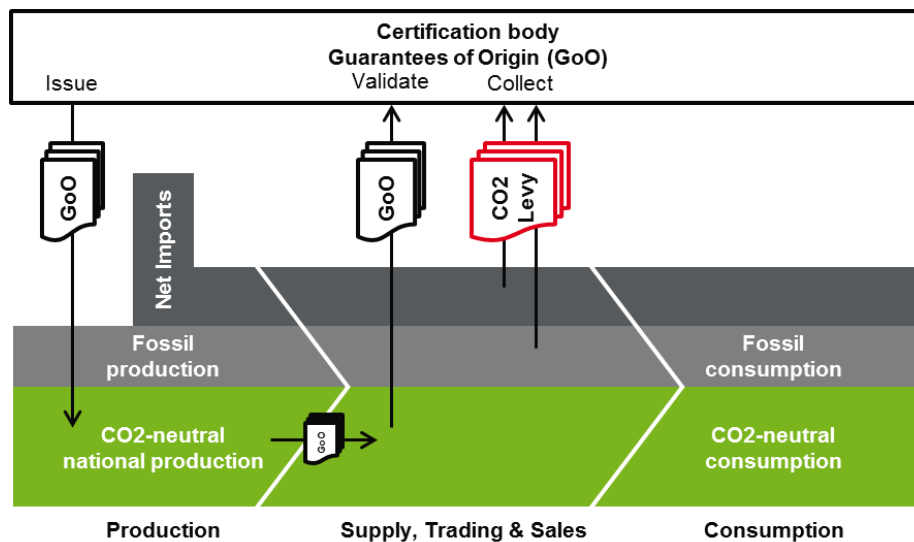 Certification body
Guarantees of Origin (GoO)
Issue
Validate
Collect
GoO
GoO
CO2
Levy
Net Imports
Fossil
production
Fossil
consumption
CO2-neutral
national production
GoO
CO2-neutral
consumption
Production
Supply, Trading & Sales
Consumption